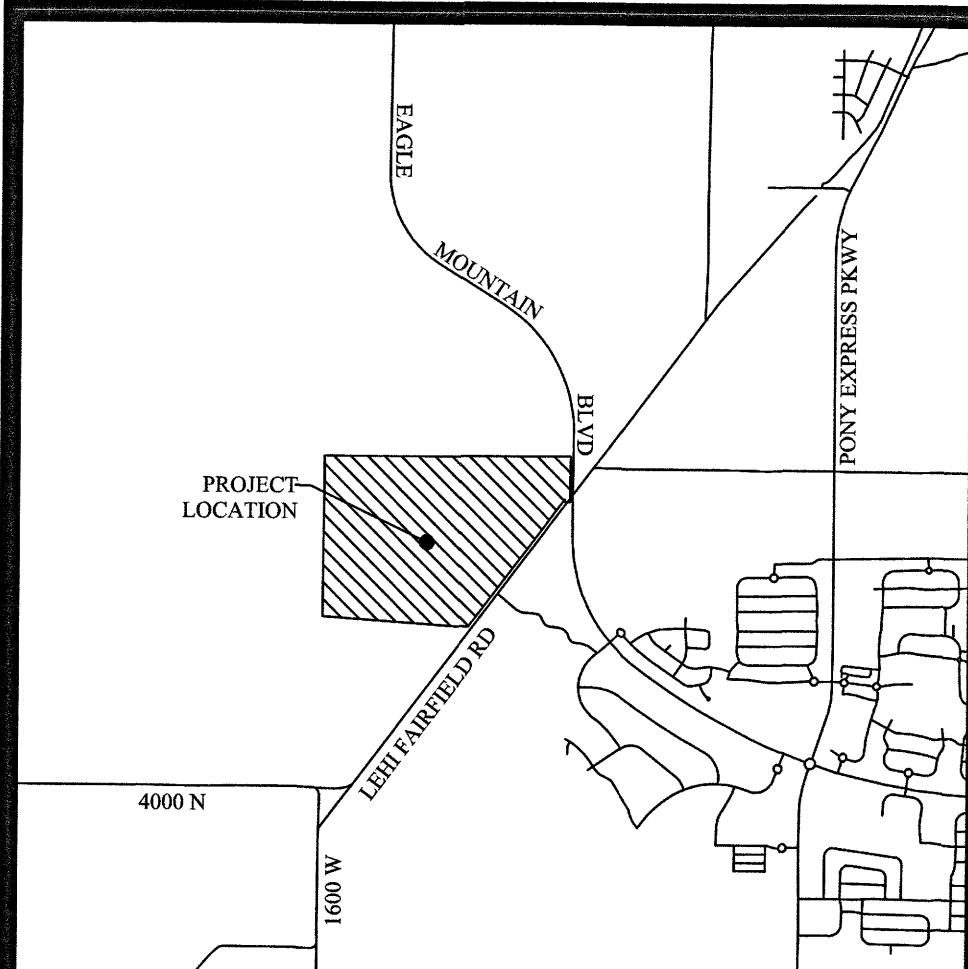 EAGLE
MOUNTAIN
BLVD
PONY EXPRESS PKWY
PROJECT
LOCATION
LEHI FAIRFIELD RD
4000 N
1600 W